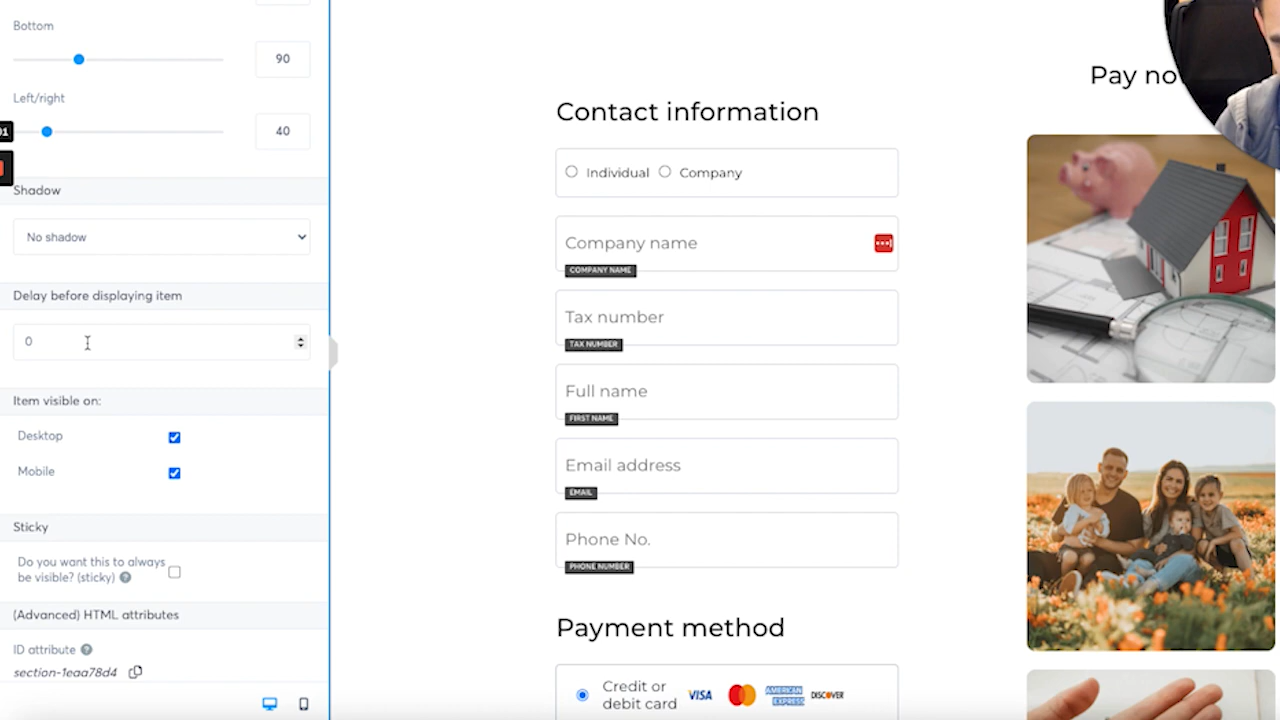 Bottom
90
Left/right
40
01
Shadow
No shadow
Delay before displaying item
0
Item visible on:
Desktop
Mobile
Sticky
Do you want this to always
be visible? (sticky) ?
(Advanced) HTML attributes
ID attribute ?
section-1eaa78d4
Contact information
Individual Company
Company name
COMPANY NAME
Tax number
TAX NUMBER
Full name
FIRST NAME
Email address
EMAIL
Phone No.
PHONE NUMBER
Payment method
Credit or
debit card
VISA
AMERICAN
EXPRESS
DISCOVER
Pay no